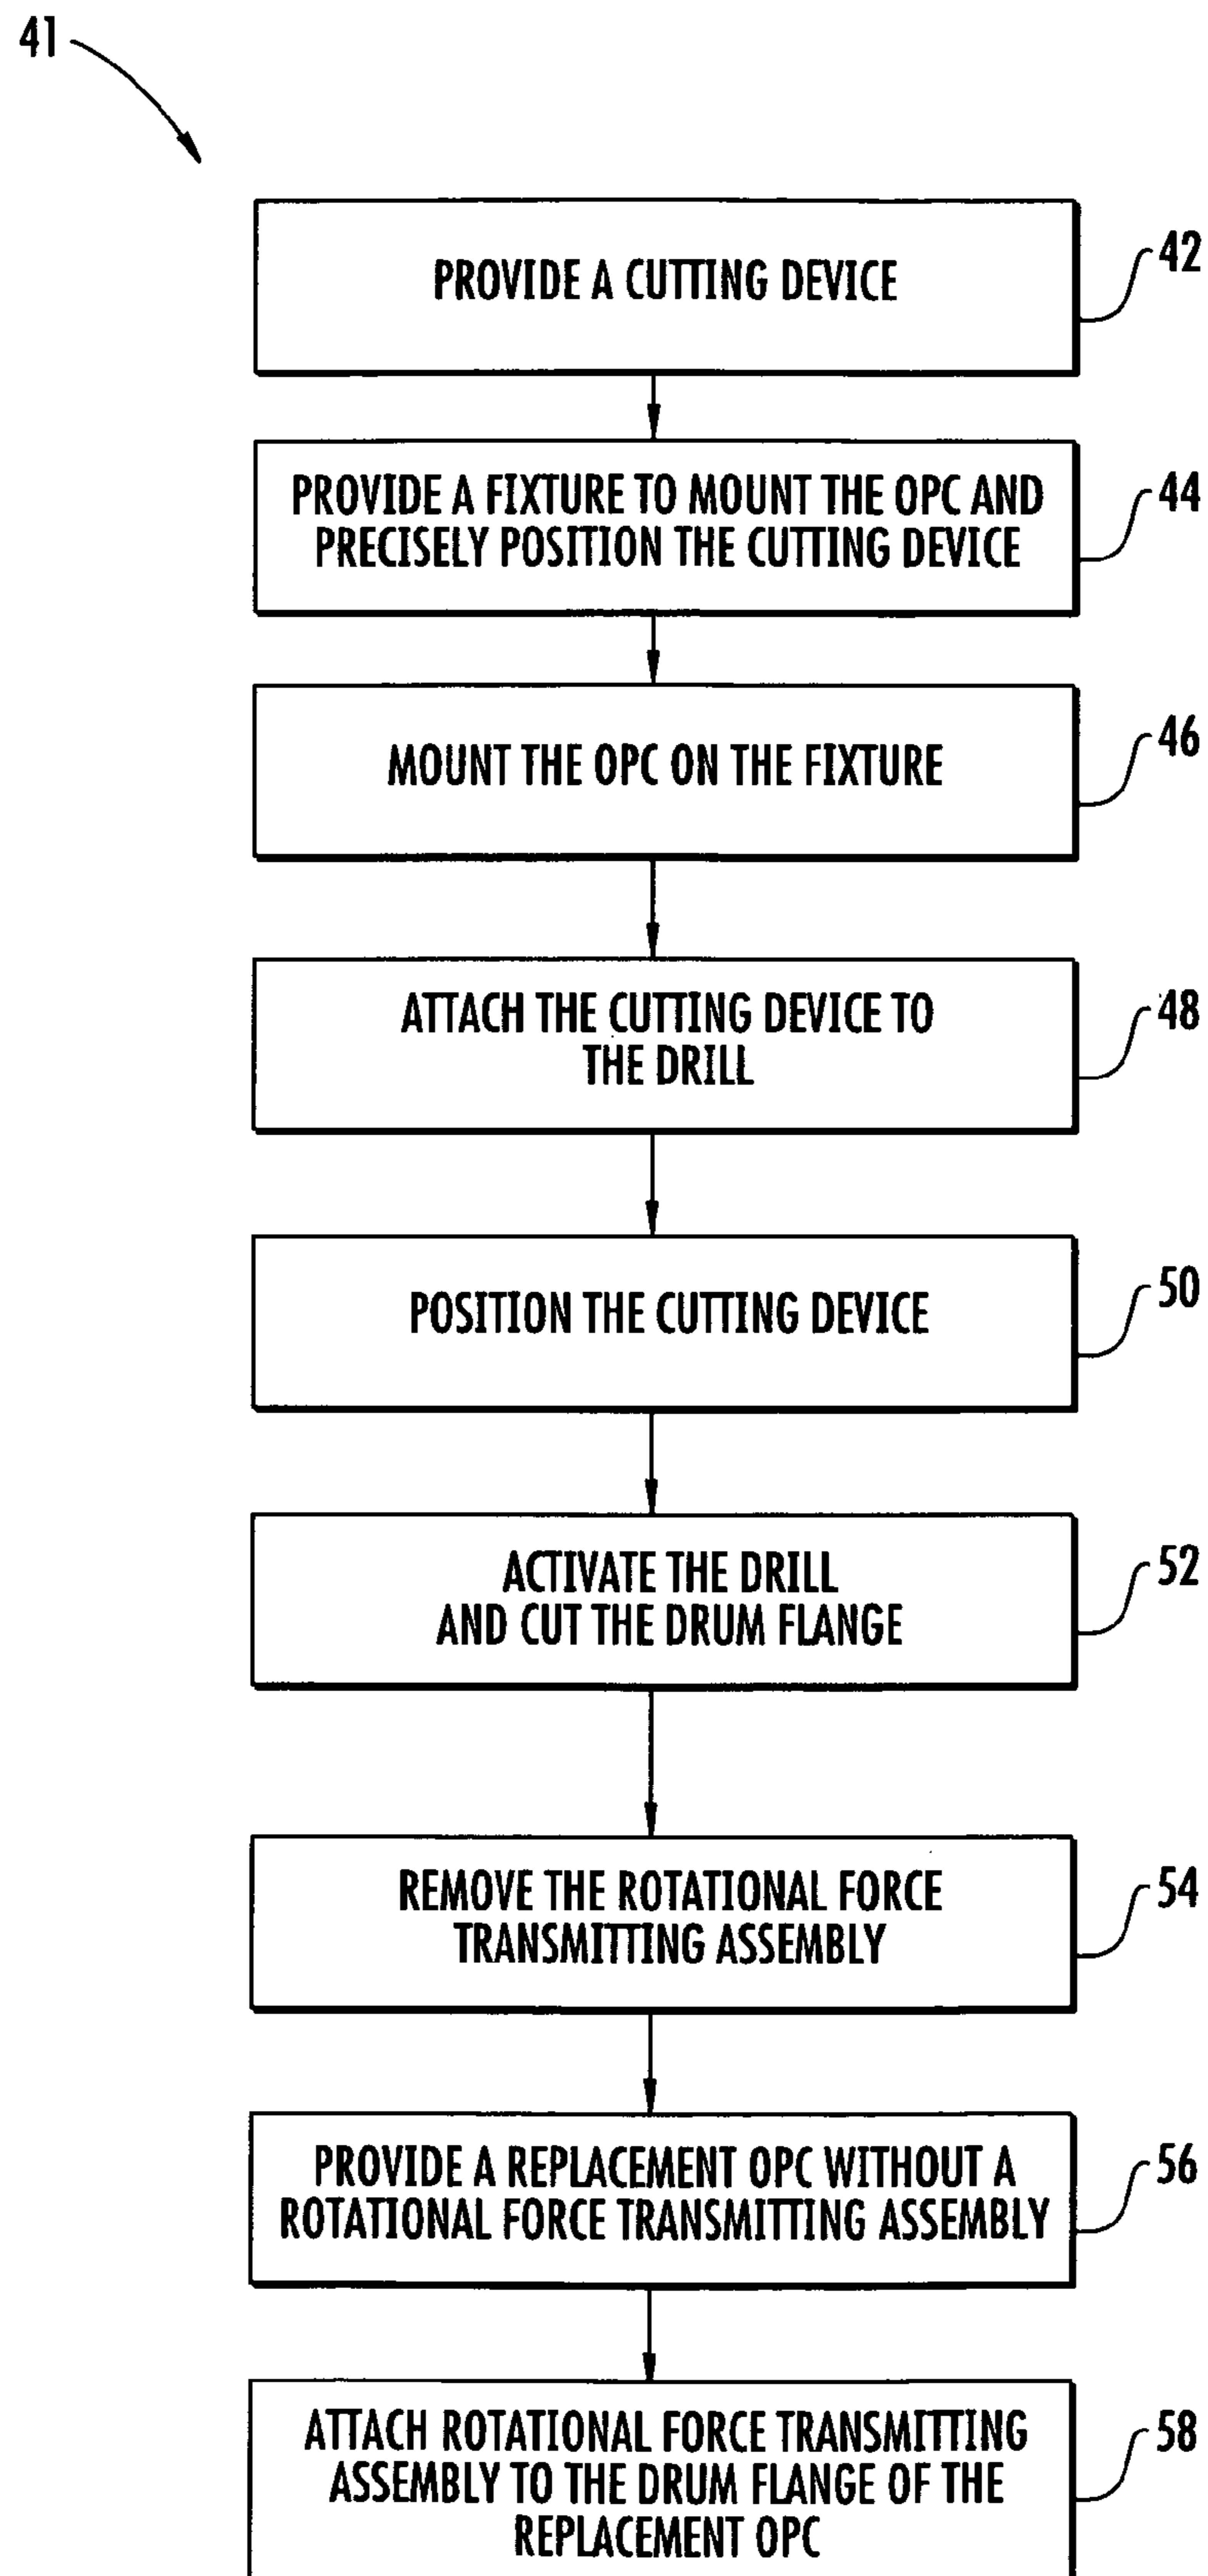 41
PROVIDE A CUTTING DEVICE
42
PROVIDE A FIXTURE TO MOUNT THE OPC AND
PRECISELY POSITION THE CUTTING DEVICE
44
MOUNT THE OPC ON THE FIXTURE
46
ATTACH THE CUTTING DEVICE TO
THE DRILL
48
POSITION THE CUTTING DEVICE
50
ACTIVATE THE DRILL
AND CUT THE DRUM FLANGE
52
REMOVE THE ROTATIONAL FORCE
TRANSMITTING ASSEMBLY
54
PROVIDE A REPLACEMENT OPC WITHOUT A
ROTATIONAL FORCE TRANSMITTING ASSEMBLY
56
ATTACH ROTATIONAL FORCE TRANSMITTING
ASSEMBLY TO THE DRUM FLANGE OF THE
REPLACEMENT OPC
58